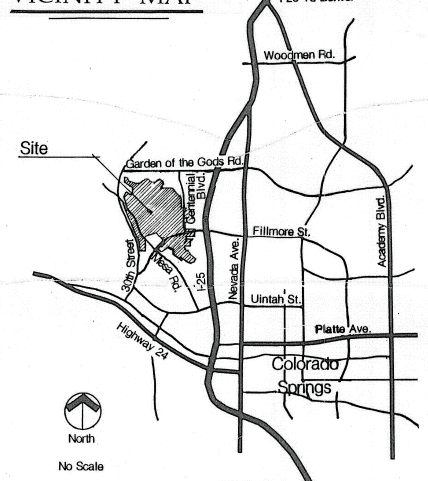 VICINITY MAP
Woodmen Rd.
Site
Garden of the Gods Rd.
Centennial
Blvd.
Fillmore St.
Academy Blvd.
30th Street
Mesa Rd.
I-25
Nevada Ave.
Uintah St.
Platte Ave.
Highway 24
Colorado
Springs
North
No Scale